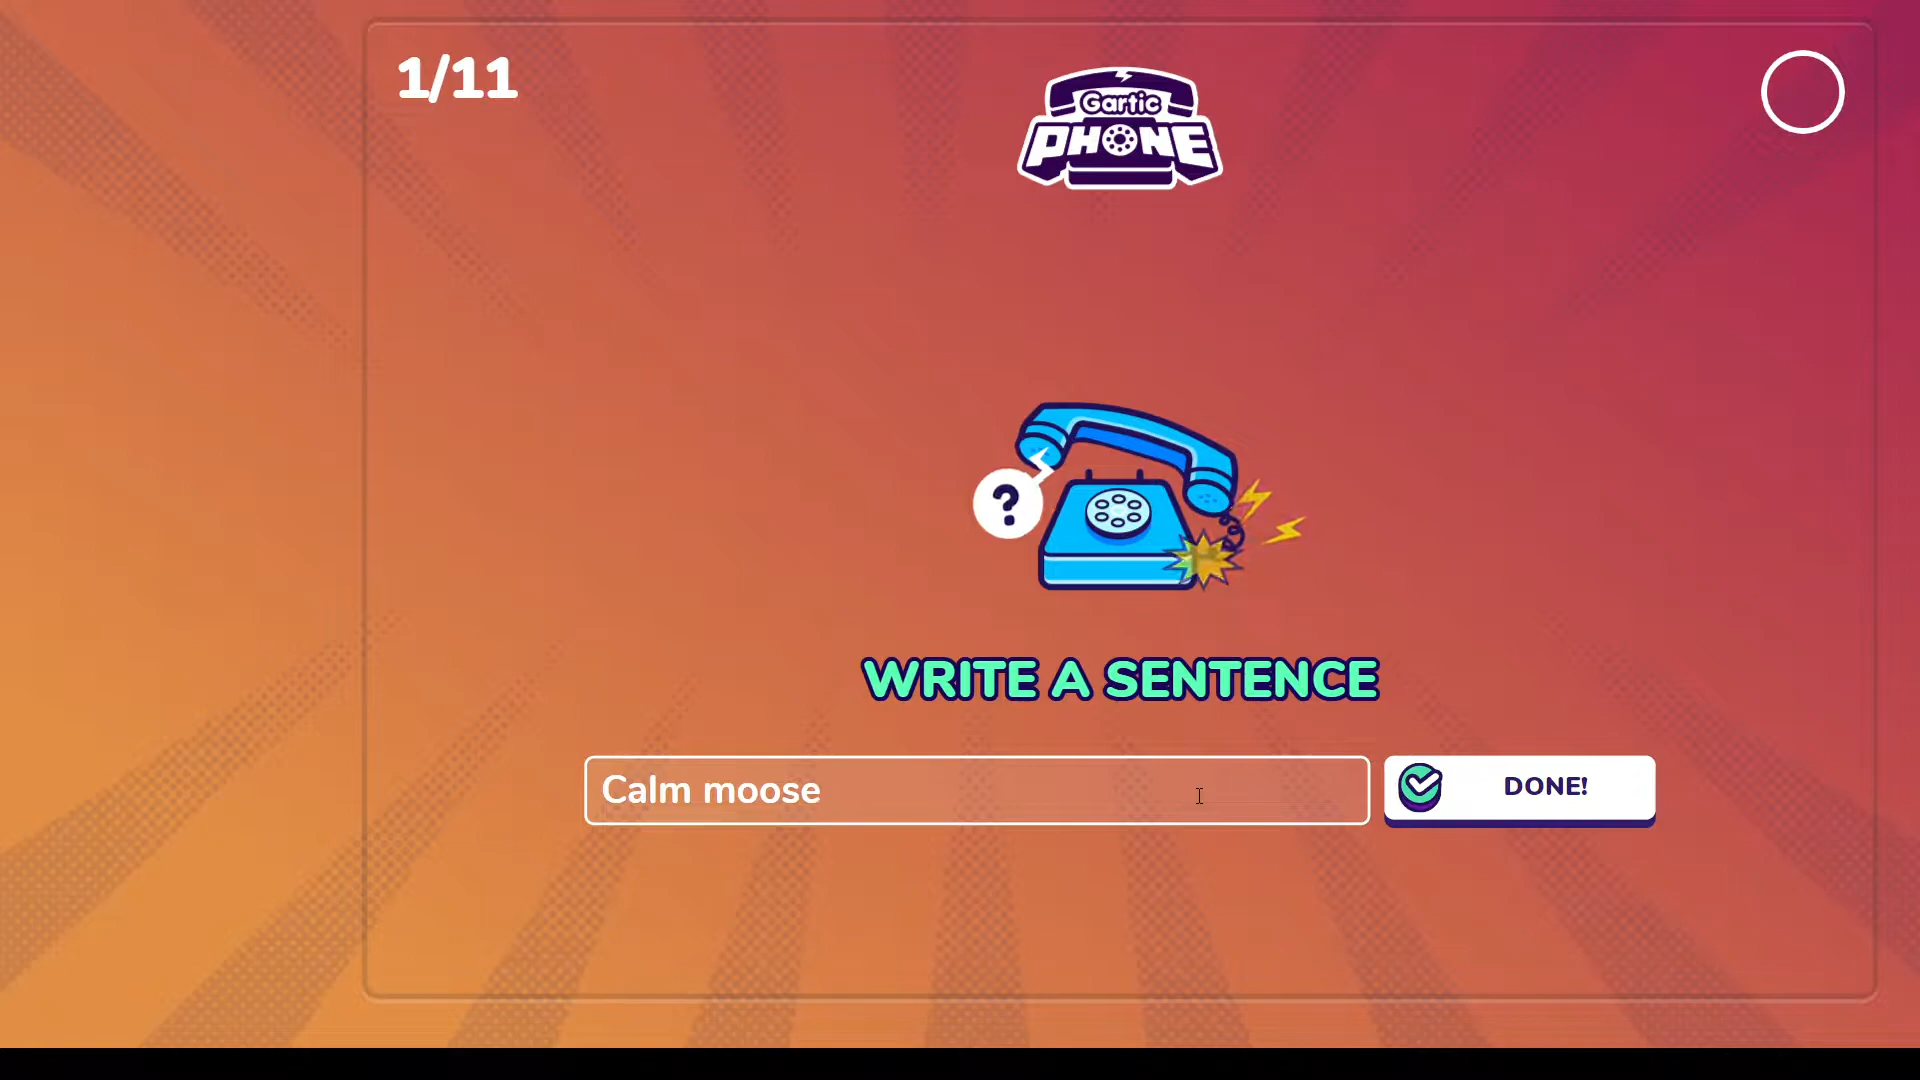 1/11
Gartic
PHONE
?
WRITE A SENTENCE
Calm moose
DONE!